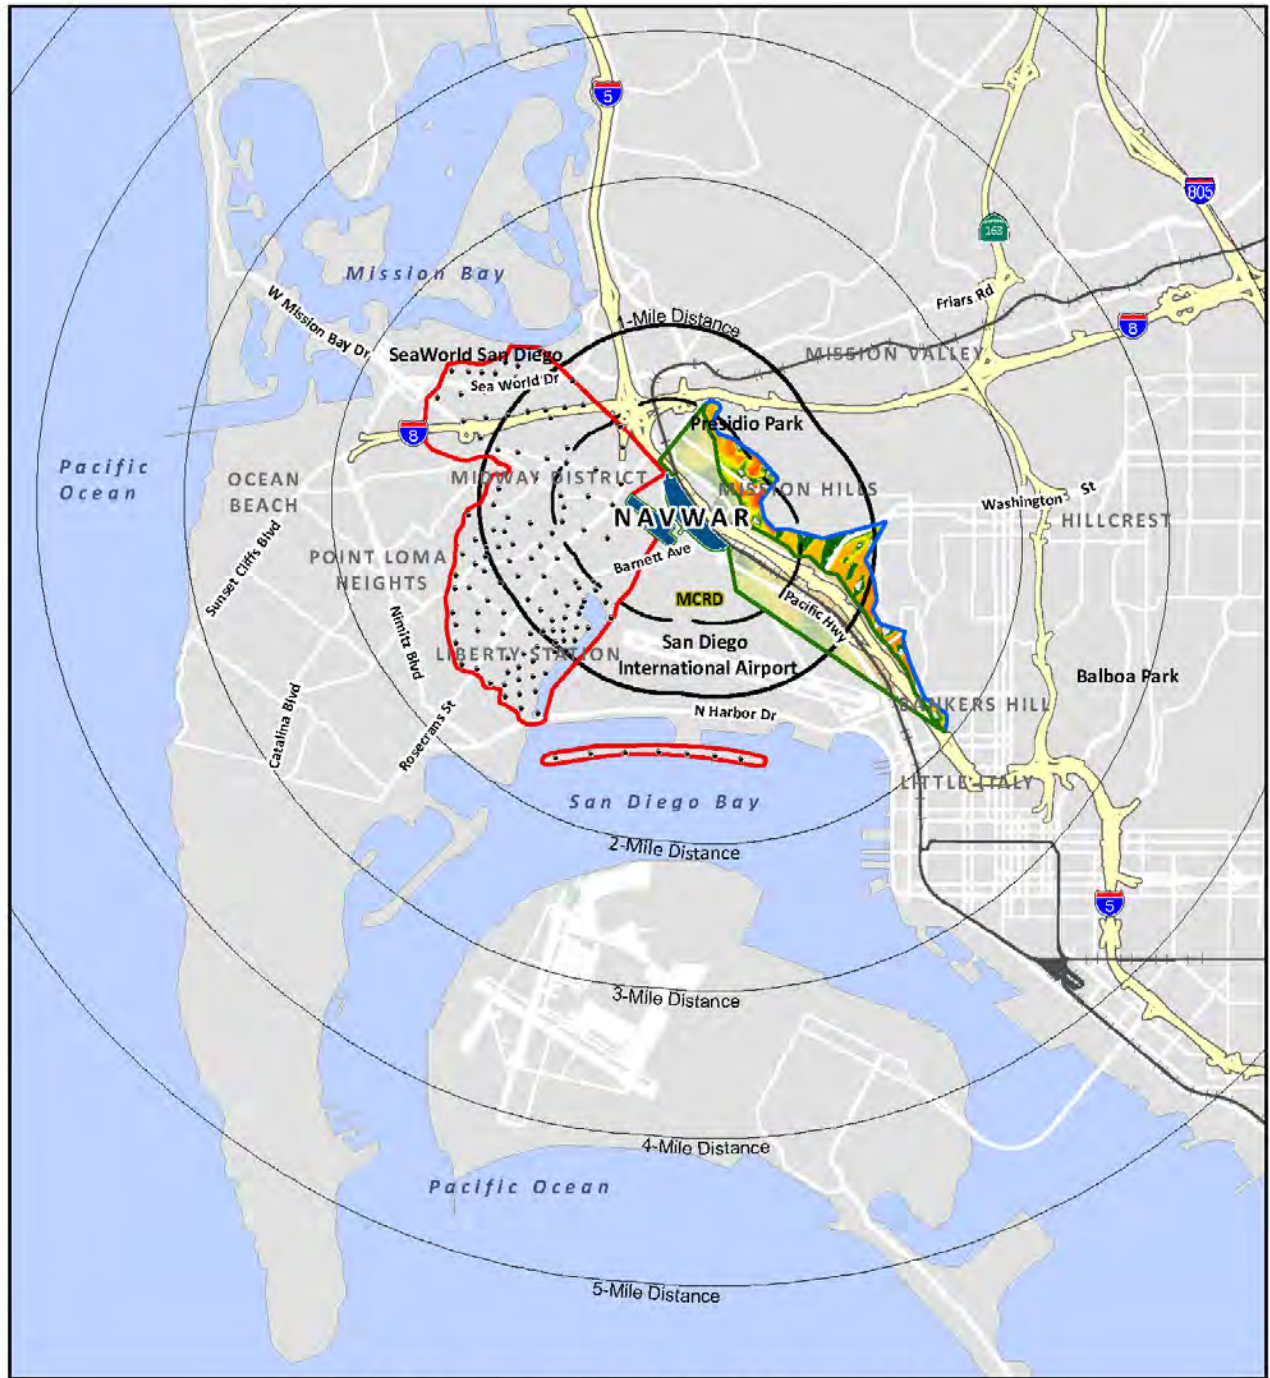 5
805
163
Mission Bay
W Mission Bay Dr
Friars Rd
1-Mile Distance
8
SeaWorld San Diego
MISSION VALLEY
Sea World Dr
Presidio Park
8
Pacific
Ocean
OCEAN
BEACH
MIDWAY DISTRICT
MISSION HILLS
Washington St
HILLCREST
NAVWAR
Barnett Ave
POINT LOMA
HEIGHTS
Sunset Cliffs Blvd
MCRD
Pacific Hwy
Nimitz Blvd
LIBERTY STATION
San Diego
International Airport
Balboa Park
Catalina Blvd
Rosecrans St
N Harbor Dr
BANKERS HILL
LITTLE ITALY
San Diego Bay
2-Mile Distance
5
3-Mile Distance
4-Mile Distance
Pacific Ocean
5-Mile Distance